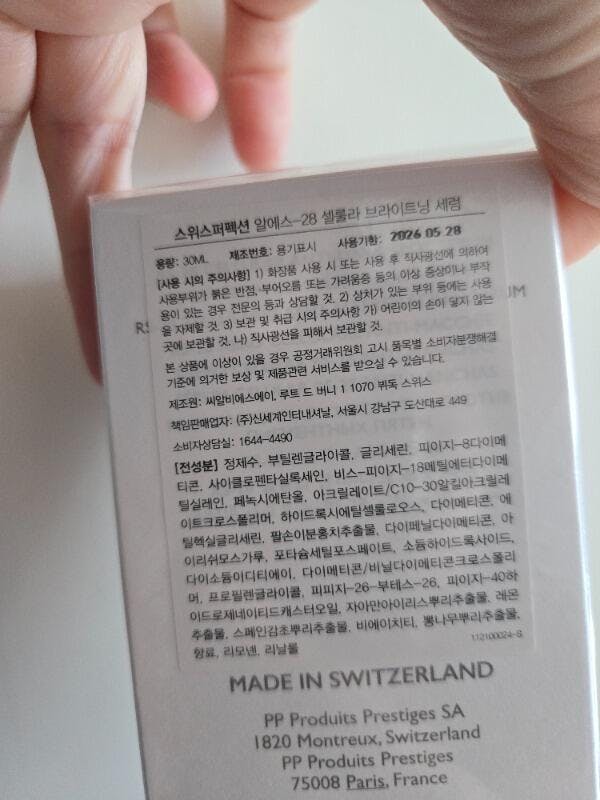 스위스퍼펙션 알에스-28 셀룰라 브라이트닝 세럼
용량: 30ML 제조번호: 용기표시 사용기한: 2026 05 28
[사용 시의 주의사항] 1) 화장품 사용 시 또는 사용 후 직사광선에 의하여
사용부위가 붉은 반점, 부어오름 또는 가려움증 등의 이상 증상이나 부작
용이 있는 경우 전문의 등과 상담할 것. 2) 상처가 있는 부위 등에는 사용
을 자제할 것. 3) 보관 및 취급 시의 주의사항 가) 어린이의 손이 닿지 않는
곳에 보관할 것. 나) 직사광선을 피해서 보관할 것.
본 상품에 이상이 있을 경우 공정거래위원회 고시 품목별 소비자분쟁해결
기준에 의거한 보상 및 제품관련 서비스를 받으실 수 있습니다.
제조원: 씨알비에스에이, 루트 드 버니 1 1070 뷔독 스위스
책임판매업자: (주)신세계인터내셔날, 서울시 강남구 도산대로 449
소비자상담실: 1644-4490
[전성분] 정제수, 부틸렌글라이콜, 글리세린, 피이지-8다이메
티콘, 사이클로펜타실록세인, 비스-피이지-18메틸에터다이메
틸실레인, 페녹시에탄올, 아크릴레이트/C10-30알킬아크릴레
이트크로스폴리머, 하이드록시에틸셀룰로오스, 다이메티콘, 에
틸헥실글리세린, 팔손이분홍치추출물, 다이페닐다이메티콘, 아
이리쉬모스가루, 포타슘세틸포스페이트, 소듐하이드록사이드,
다이소듐이디티에이, 다이메티콘/비닐다이메티콘크로스폴리
머, 프로필렌글라이콜, 피피지-26-부테스-26, 피이지-40하
이드로제네이티드캐스터오일, 자아만아이리스뿌리추출물, 레몬
추출물, 스페인감초뿌리추출물, 비에이치티, 뽕나무뿌리추출물,
향료, 리모넨, 리날롤
112100024-S
MADE IN SWITZERLAND
PP Produits Prestiges SA
1820 Montreux, Switzerland
PP Produits Prestiges
75008 Paris, France